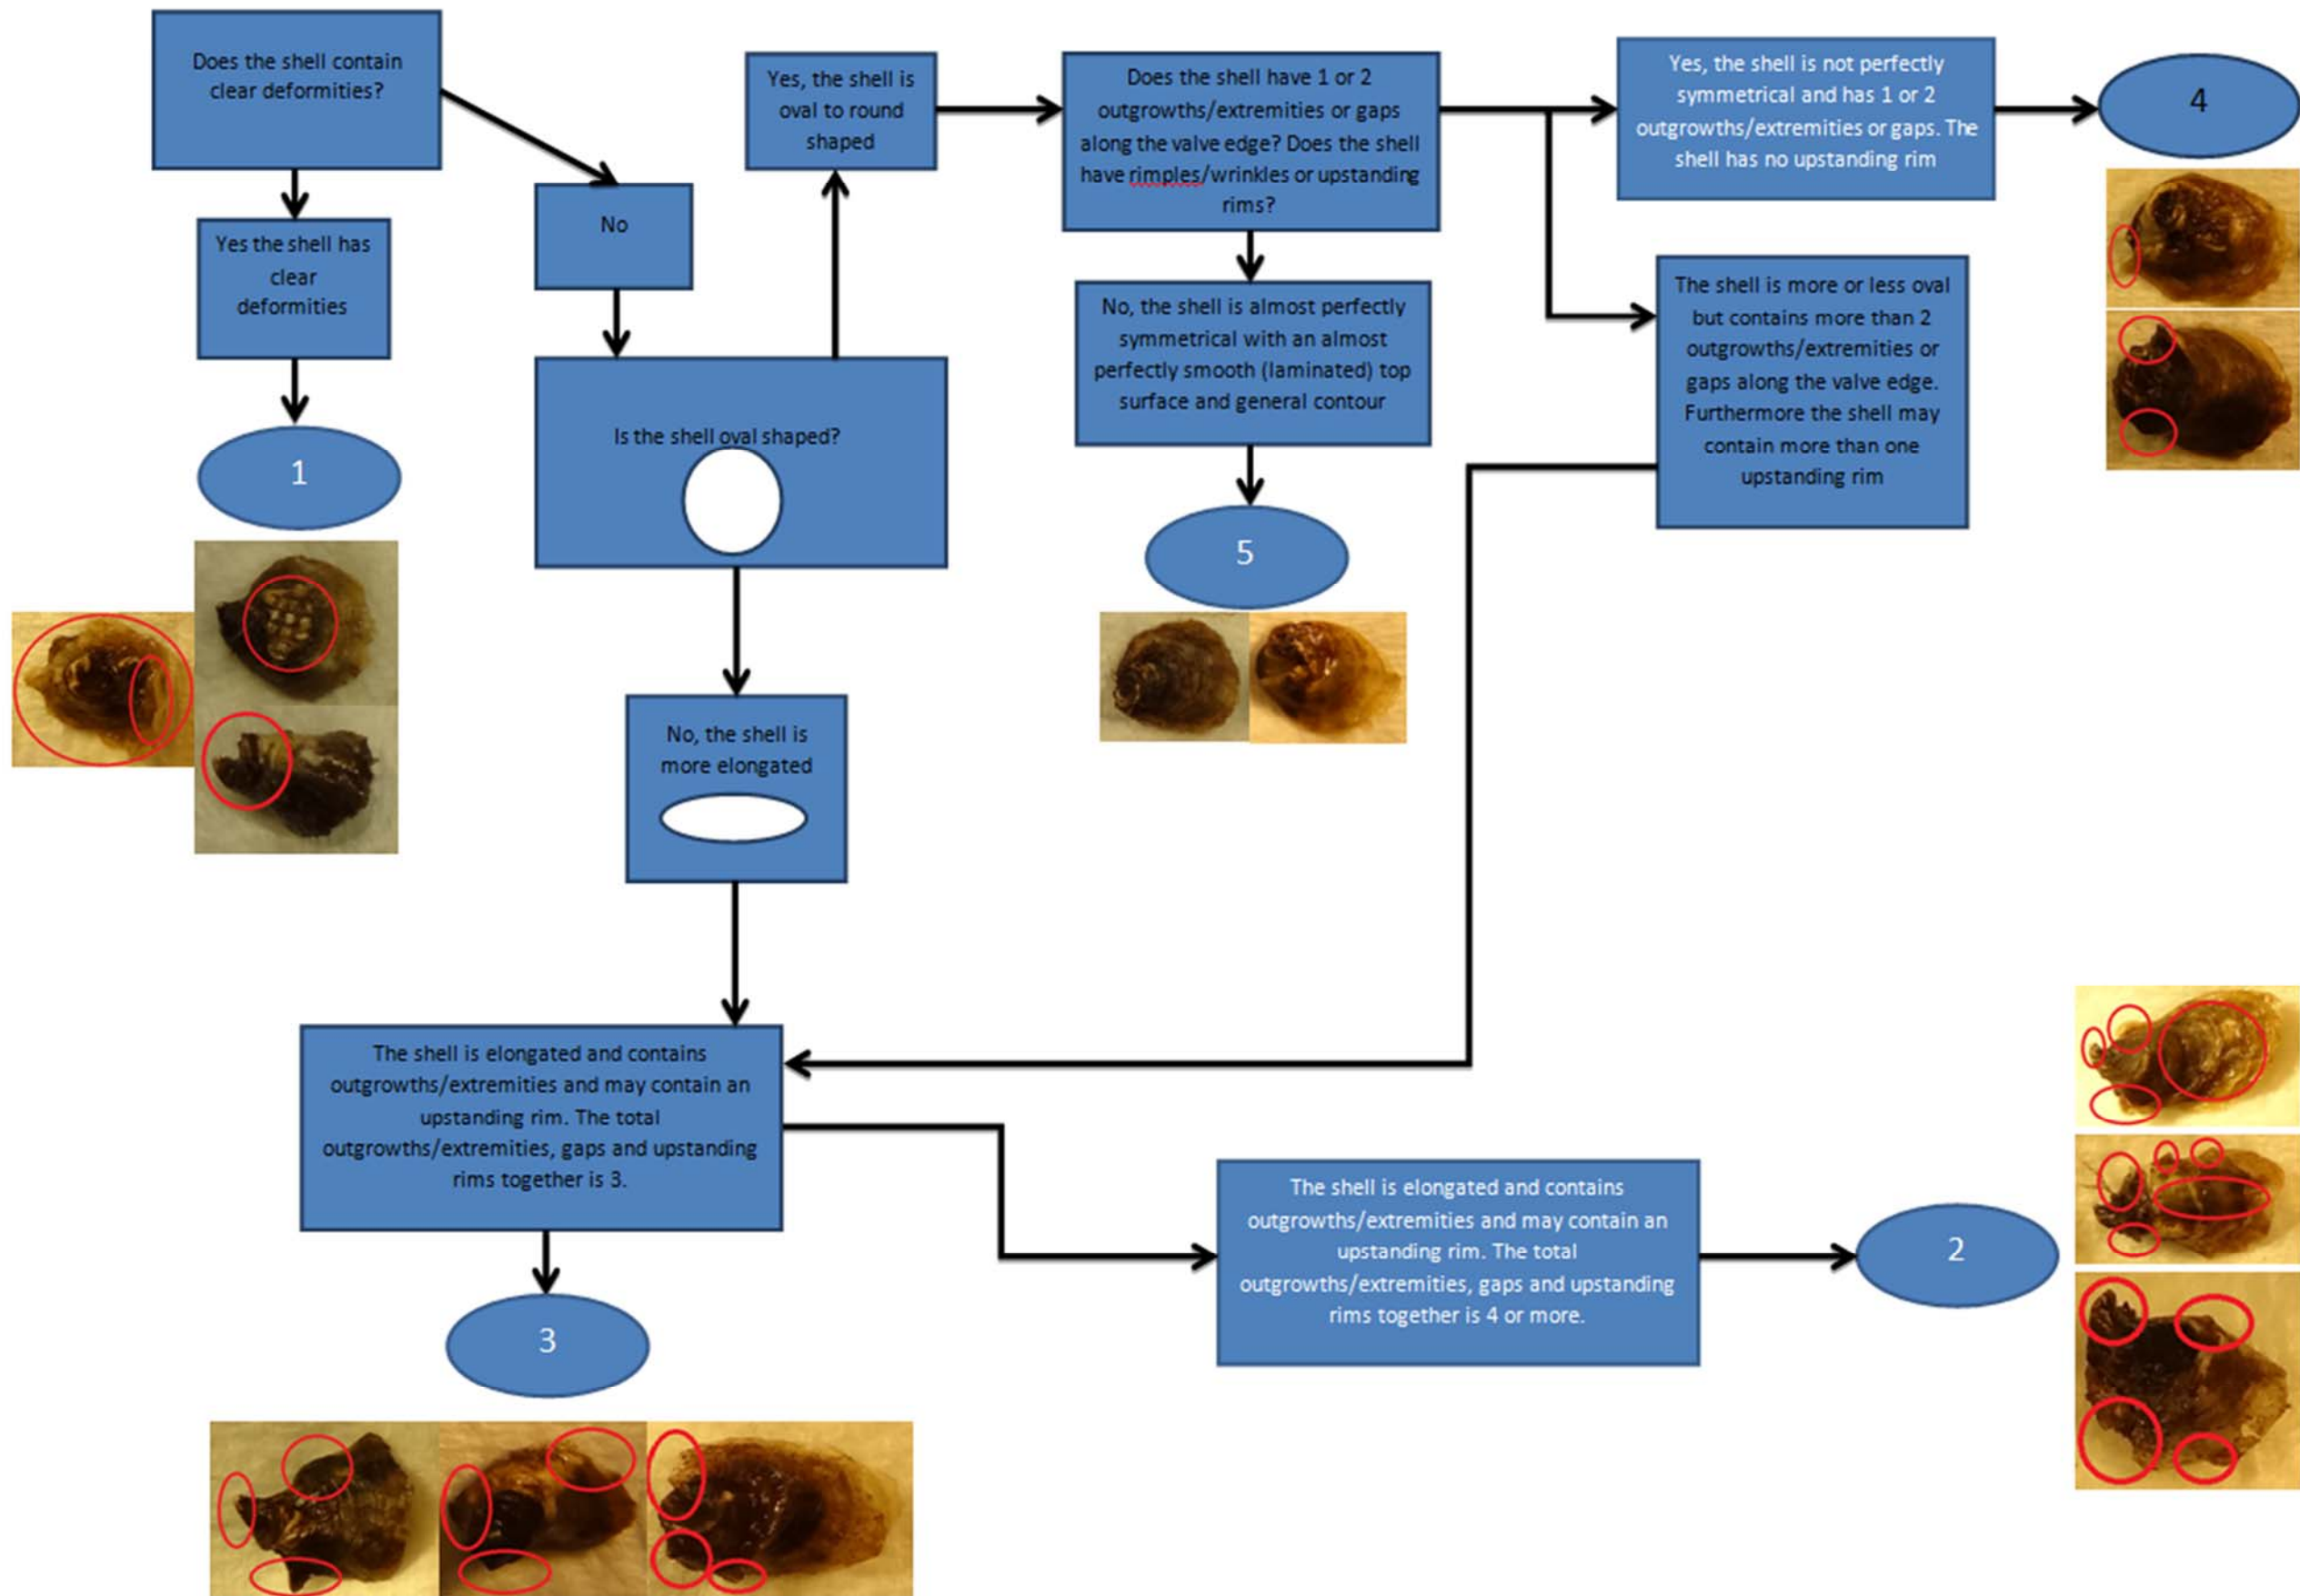 Does the shell contain
clear deformities?
Yes the shell has
clear
deformities
1
No
Is the shell oval shaped?
Yes, the shell is
oval to round
shaped
Does the shell have 1 or 2
outgrowths/extremities or gaps
along the valve edge? Does the shell
have rimples/wrinkles or upstanding
rims?
Yes, the shell is not perfectly
symmetrical and has 1 or 2
outgrowths/extremities or gaps. The
shell has no upstanding rim
4
No, the shell is almost perfectly
symmetrical with an almost
perfectly smooth (laminated) top
surface and general contour
5
The shell is more or less oval
but contains more than 2
outgrowths/extremities or
gaps along the valve edge.
Furthermore the shell may
contain more than one
upstanding rim
No, the shell is
more elongated
The shell is elongated and contains
outgrowths/extremities and may contain an
upstanding rim. The total
outgrowths/extremities, gaps and upstanding
rims together is 3.
3
The shell is elongated and contains
outgrowths/extremities and may contain an
upstanding rim. The total
outgrowths/extremities, gaps and upstanding
rims together is 4 or more.
2